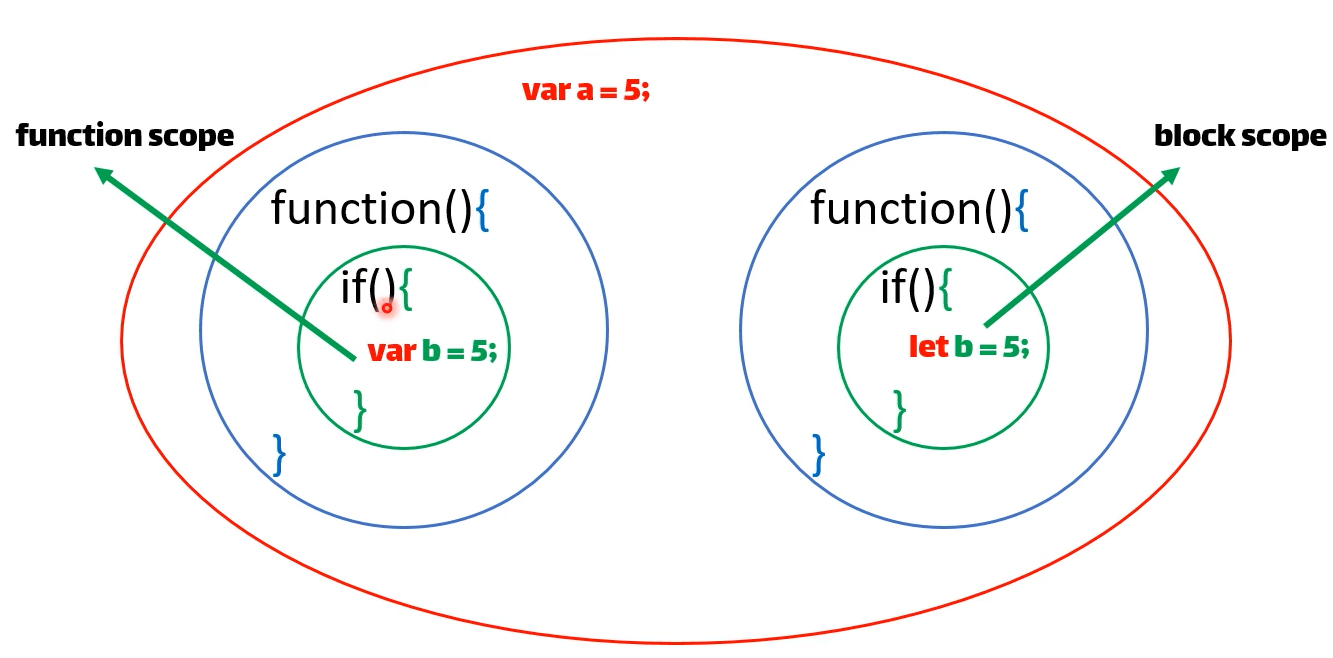 var a = 5;
function scope
block scope
function(){
if(){
var b = 5;
}
}
function(){
if(){
let b = 5;
}
}